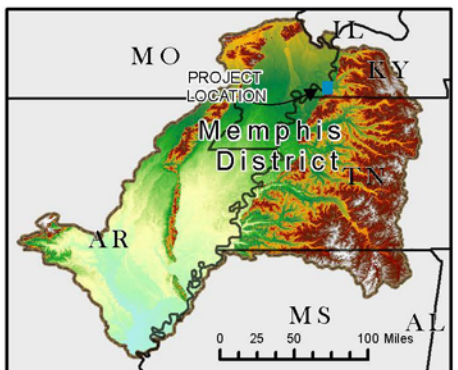 IL
MO
KY
PROJECT
LOCATION
Memphis
District
TN
AR
MS
AL
0 25 50 100 Miles